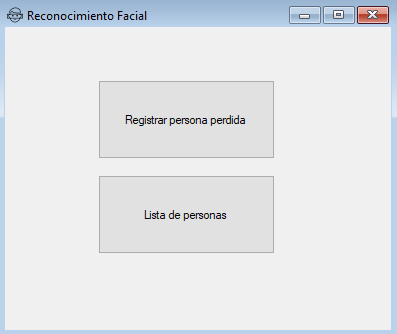 Reconocimiento Facial
Registrar persona perdida
Lista de personas